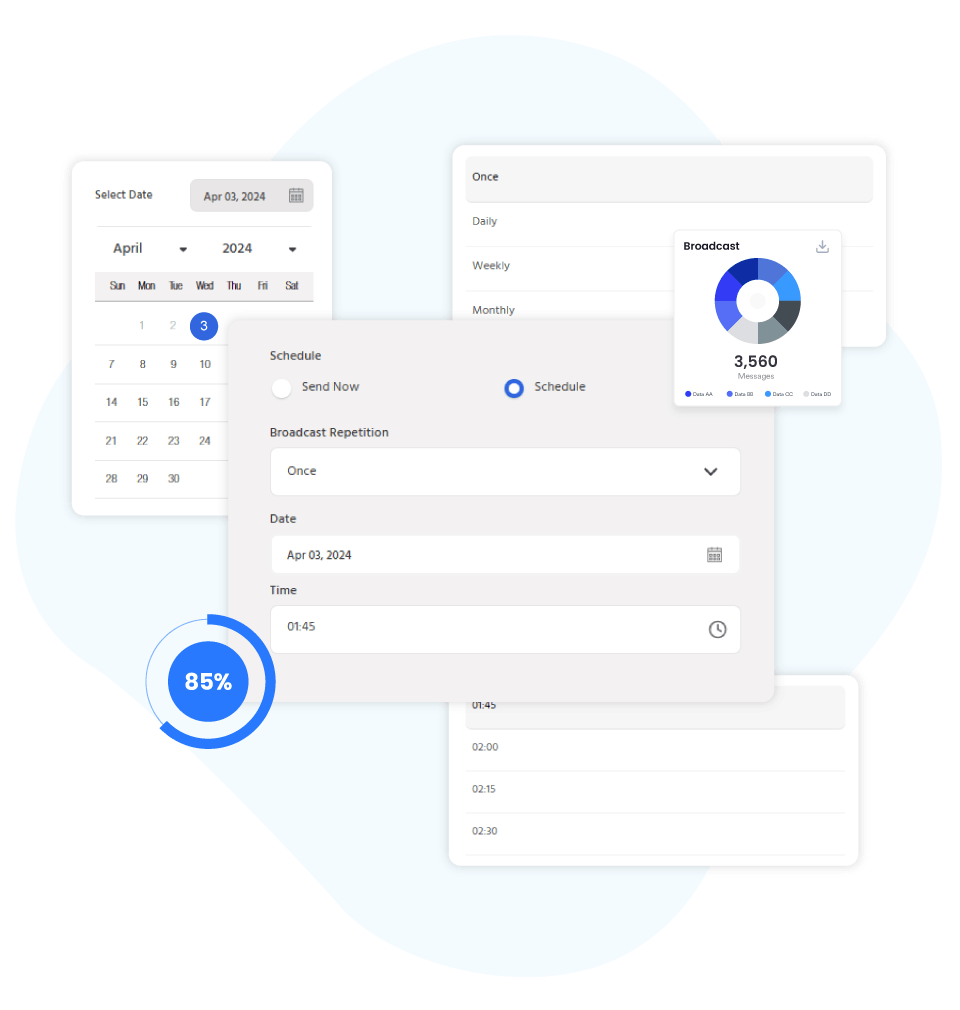 Select Date
Apr 03, 2024
April
2024
Sun Mon Tue Wed Thu Fri Sat
1 2 3
7 8 9 10
14 15 16 17
21 22 23 24
28 29 30
Once
Daily
Weekly
Monthly
Broadcast
3,560
Messages
Data AA Data BB Data CC Data DD
Schedule
Send Now
Schedule
Broadcast Repetition
Once
Date
Apr 03, 2024
Time
01:45
85%
01:45
02:00
02:15
02:30